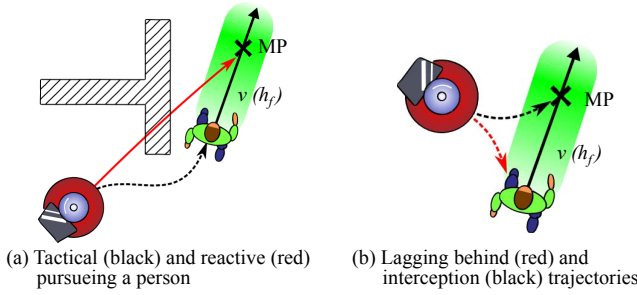 MP
v (h_f)
MP
v (h_f)
(a) Tactical (black) and reactive (red)
pursueing a person
(b) Lagging behind (red) and
interception (black) trajectories